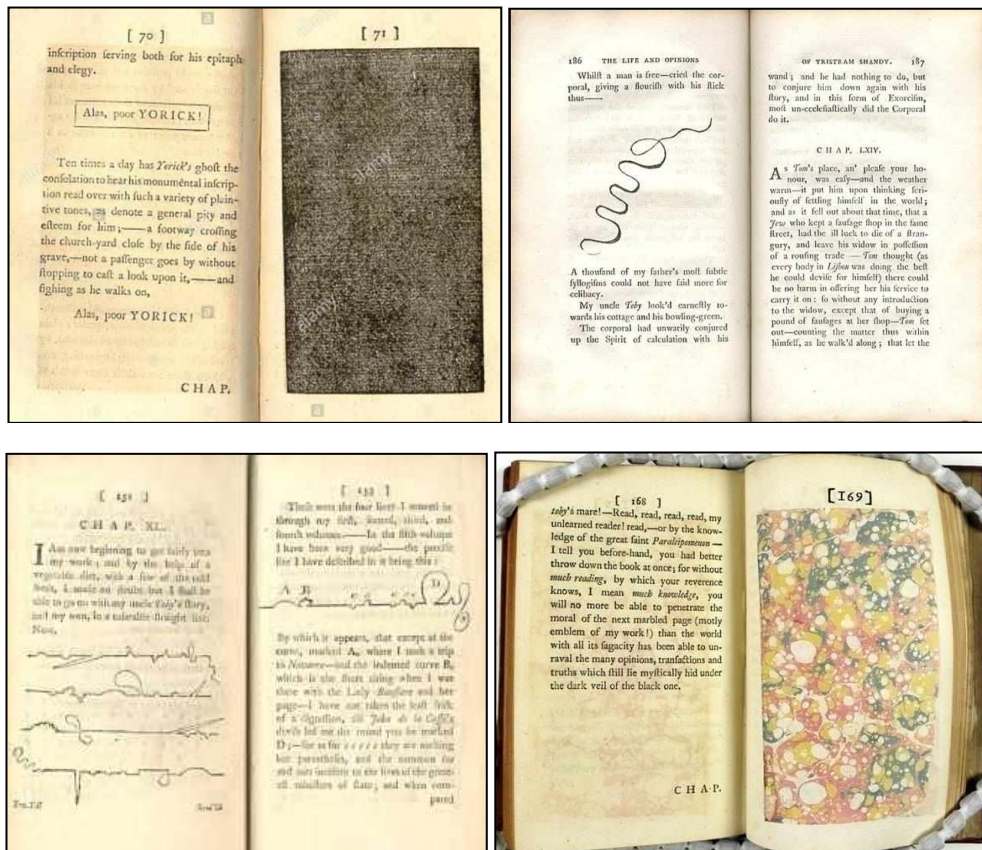 [ 70 ]
inſcription ſerving both for his epitaph
and elegy.
Alas, poor YORICK!
Ten times a day has Yorick's ghoſt the
conſolation to hear his monumental inſcrip-
tion read over with ſuch a variety of plain-
tive tones, as denote a general pity and
eſteem for him;——a footway croſſing
the church-yard cloſe by the ſide of his
grave,—not a paſſenger goes by without
ſtopping to caſt a look upon it,——and
ſighing as he walks on,
Alas, poor YORICK!
CHAP.
[ 71 ]
alamy
a
186 THE LIFE AND OPINIONS
Whilſt a man is free—cried the cor-
poral, giving a flouriſh with his ſtick
thus——
A thouſand of my father's moſt ſubtle
ſyllogiſms could not have ſaid more for
celibacy.
My uncle Toby look'd earneſtly to-
wards his cottage and his bowling-green.
The corporal had unwarily conjured
up the Spirit of calculation with his
OF TRISTRAM SHANDY. 187
wand; and he had nothing to do, but
to conjure him down again with his
ſtory, and in this form of Exorciſm,
moſt un-eccleſiaſtically did the Corporal
do it.
CHAP. LXIV.
As Tom's place, an' pleaſe your ho-
nour, was eaſy—and the weather
warm—it put him upon thinking ſeri-
ouſly of ſettling himſelf in the world;
and as it fell out about that time, that a
Jew who kept a ſauſage ſhop in the ſame
ſtreet, had the ill luck to die of a ſtran-
gury, and leave his widow in poſſeſſion
of a rouſing trade — Tom thought (as
every body in Liſbon was doing the beſt
he could deviſe for himſelf) there could
be no harm in offering her his ſervice to
carry it on: ſo without any introduction
to the widow, except that of buying a
pound of ſauſages at her ſhop—Tom ſet
out—counting the matter thus within
himſelf, as he walk'd along; that let the
CHAP. XL.
I Am now beginning to get fairly into
my work; and by the help of a
vegetable diet, with a few of the cold
ſeeds, I make no doubt but I ſhall be
able to go on with my uncle Toby's ſtory,
and my own, in a tolerable ſtraight line.
Now,
Theſe were the four lines I moved in
through my firſt, ſecond, third, and
fourth volumes.——In the fifth volume
I have been very good——the preciſe
line I have deſcribed in it being this:
A B D
By which it appears, that except at the
curve, marked A, where I took a trip
to Navarre—and the indented curve B,
which is the ſhort airing when I was
there with the Lady Bauſſiere and her
page—I have not taken the leaſt friſk
of a digreſſion, till John de la Caſſe's
devils led me the round you ſee marked
D;—for as for c c c c c they are nothing
but parentheſis, and the common ins
and outs incident to the lives of the great-
eſt miniſters of ſtate; and when com-
pared
[ 168 ]
toby's mare!—Read, read, read, read, my
unlearned reader! read,—or by the know-
ledge of the great ſaint Paraleipomenon—
I tell you before-hand, you had better
throw down the book at once; for without
much reading, by which your reverence
knows, I mean much knowledge, you
will no more be able to penetrate the
moral of the next marbled page (motly
emblem of my work!) than the world
with all its ſagacity has been able to un-
raval the many opinions, tranſactions and
truths which ſtill lie myſtically hid under
the dark veil of the black one.
CHAP.
[169]